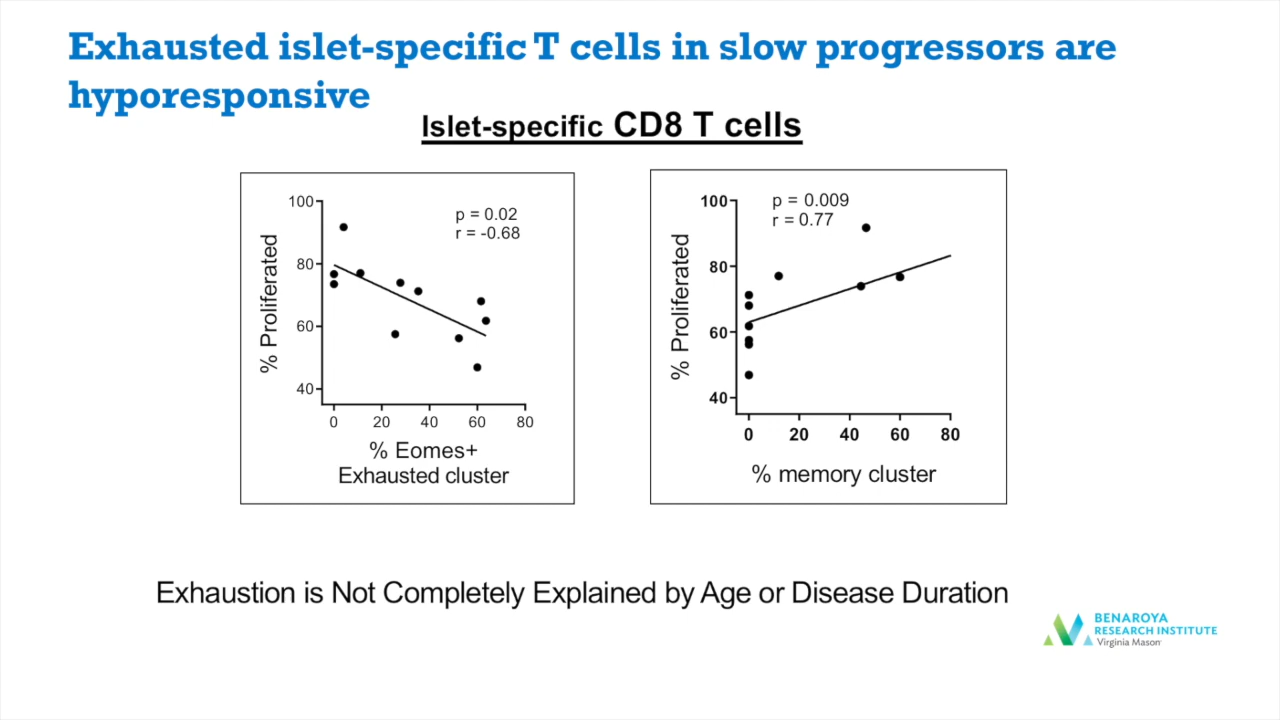 Exhausted islet-specific T cells in slow progressors are
hyporesponsive
Islet-specific CD8 T cells
100
80
60
40
% Proliferated
p = 0.02
r = -0.68
0 20 40 60 80
% Eomes+
Exhausted cluster
100
80
60
40
% Proliferated
p = 0.009
r = 0.77
0 20 40 60 80
% memory cluster
Exhaustion is Not Completely Explained by Age or Disease Duration
BENAROYA
RESEARCH INSTITUTE
Virginia Mason